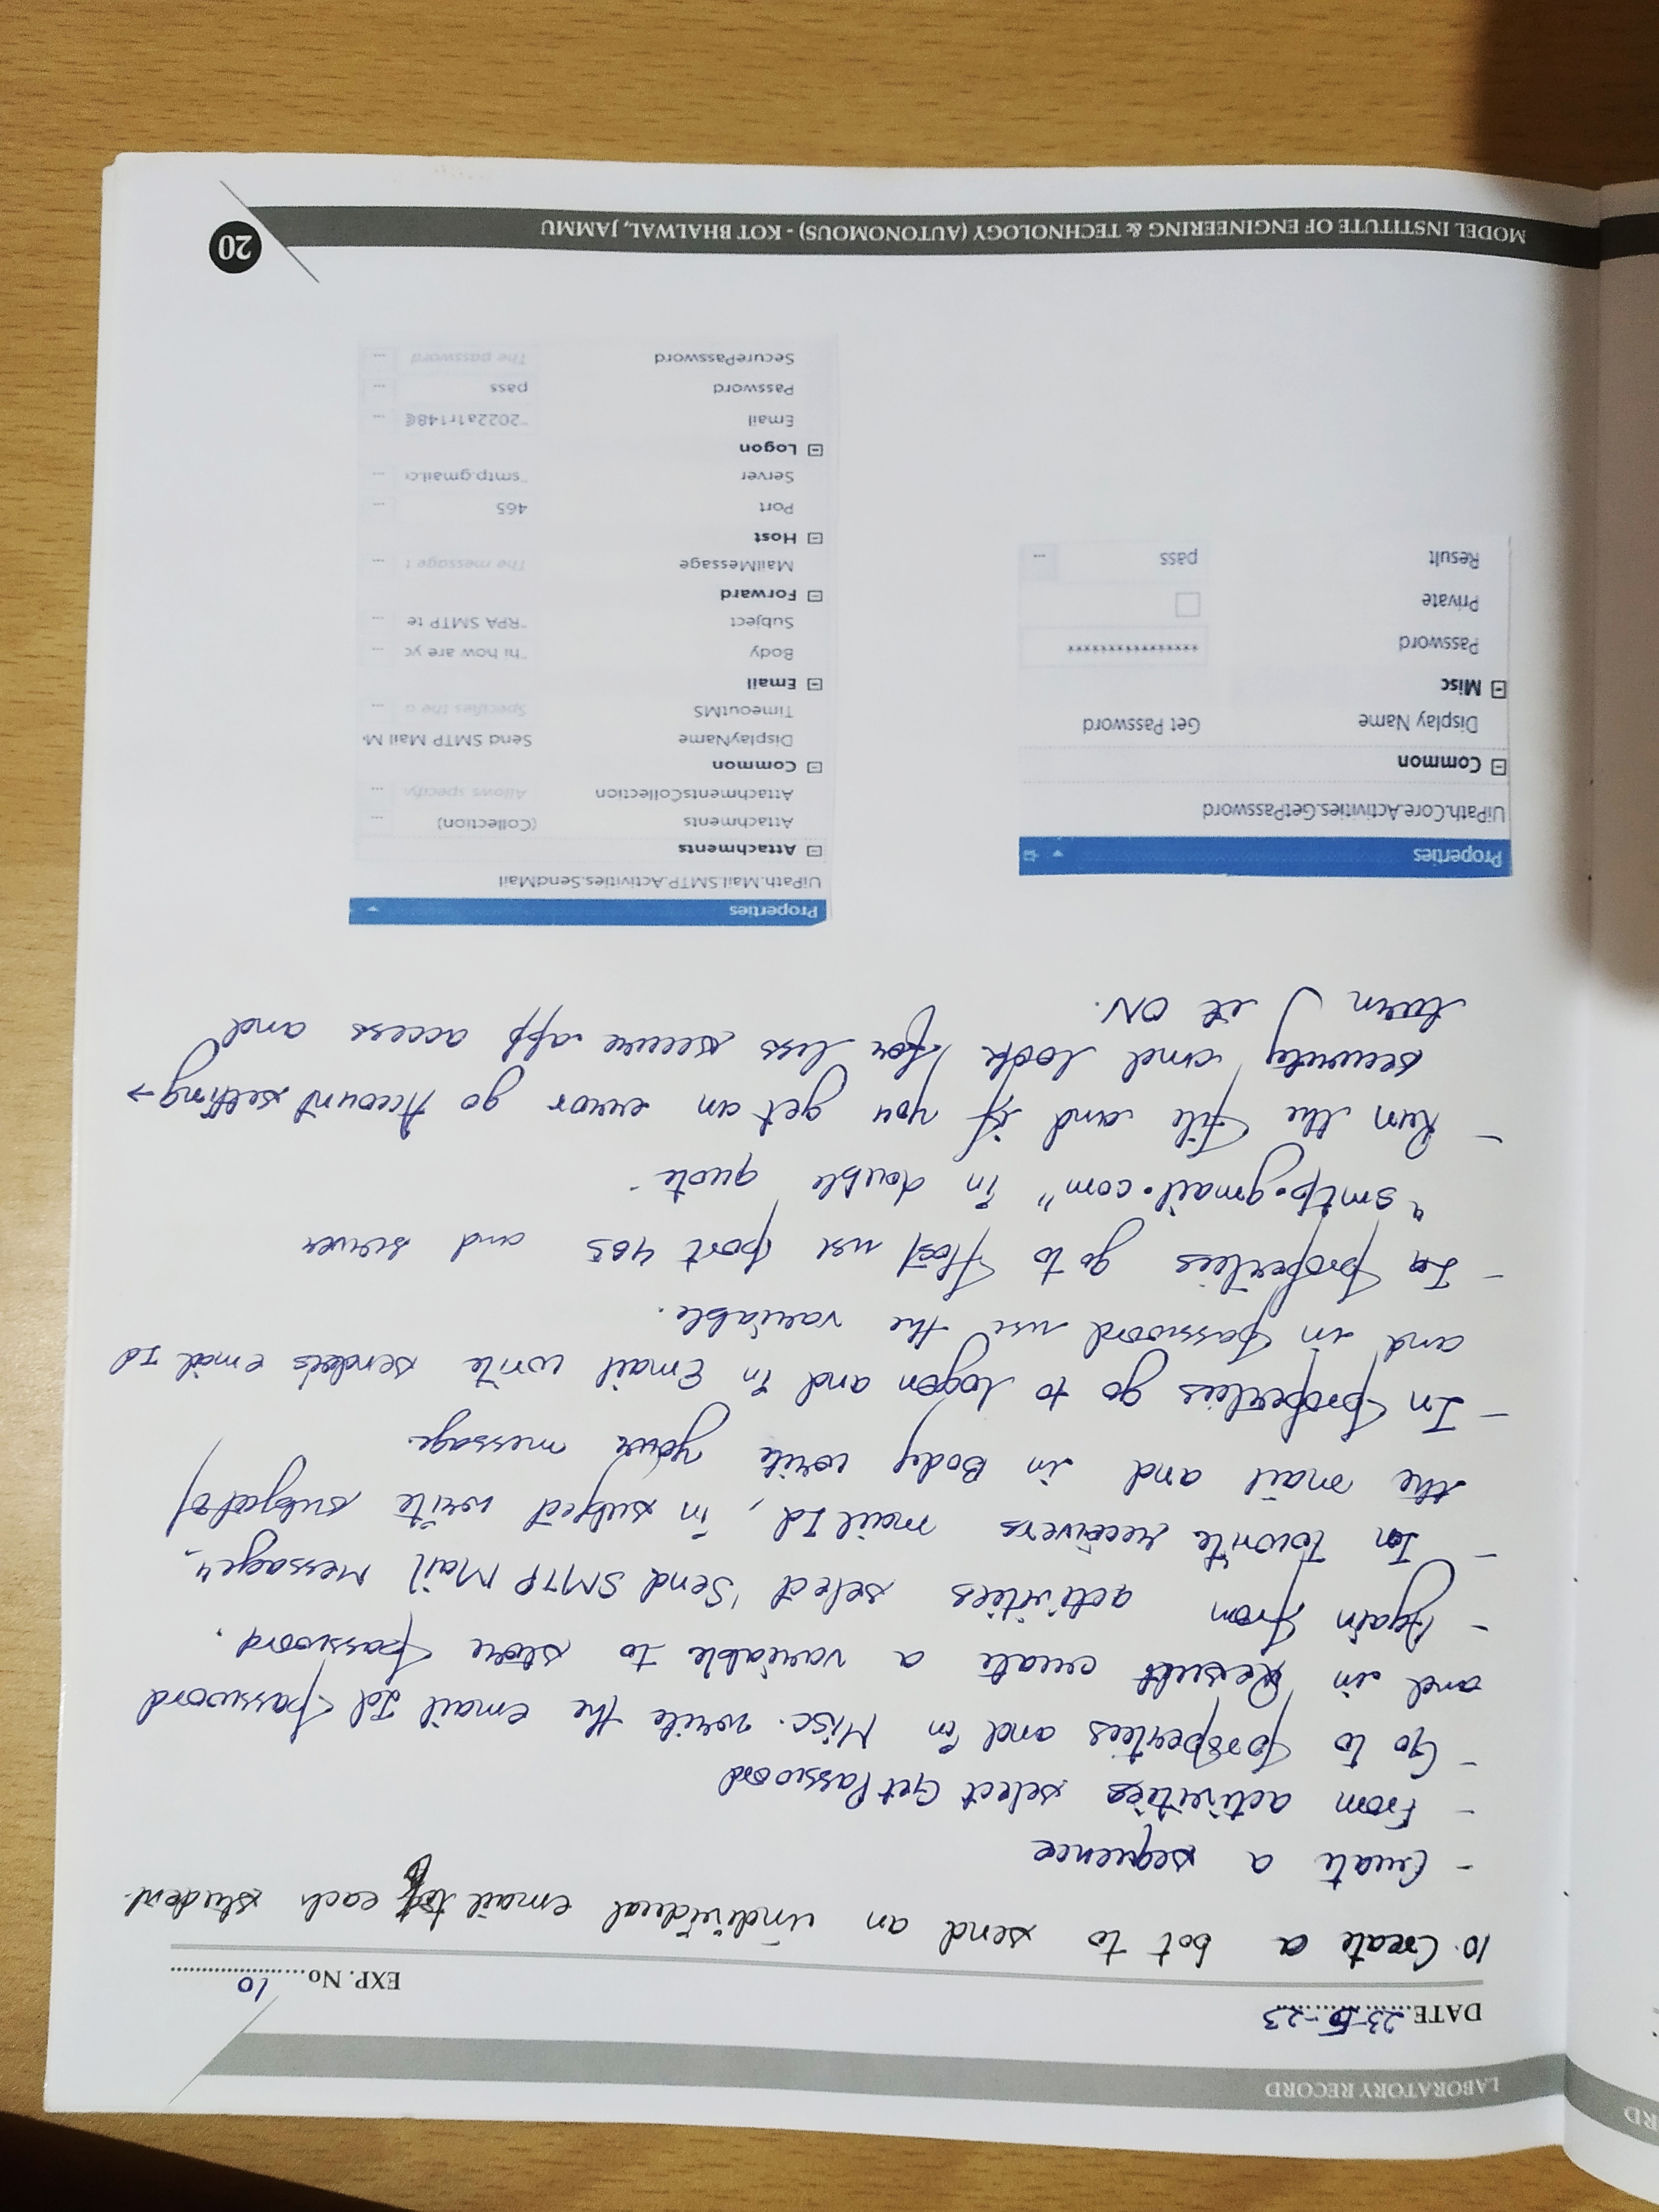 LABORATORY RECORD
DATE 23-5-23
EXP. No. 10
10. Create a bot to send an individual email to each student.
- Create a sequence
- From activities select Get Password
- Go to properties and in Misc. write the email Id password
and in Result create a variable to store password.
- Again from activities select 'Send SMTP Mail Message".
- In To write receivers mail Id, in subject write subject of
the mail and in Body write your message.
- In properties go to logon and in Email write senders email Id
and in password use the variable.
- In properties go to Host use port 465 and server
"smtp.gmail.com" in double quote.
- Run the file and if you get an error go Account setting →
security and look for less secure app access and
turn it ON.
Properties
UiPath.Core.Activities.GetPassword
Common
Display Name Get Password
Misc
Password ****************
Private
Result pass ...
Properties
UiPath.Mail.SMTP.Activities.SendMail
Attachments
Attachments (Collection) ...
AttachmentsCollection Allows specify ...
Common
DisplayName Send SMTP Mail M
TimeoutMS Specifies the a ...
Email
Body "hi how are yo ...
Subject "RPA SMTP te ...
Forward
MailMessage The message t ...
Host
Port 465 ...
Server "smtp.gmail.c ...
Logon
Email "2022a1r148@ ...
Password pass ...
SecurePassword The password ...
MODEL INSTITUTE OF ENGINEERING & TECHNOLOGY (AUTONOMOUS) - KOT BHALWAL, JAMMU
20
RD